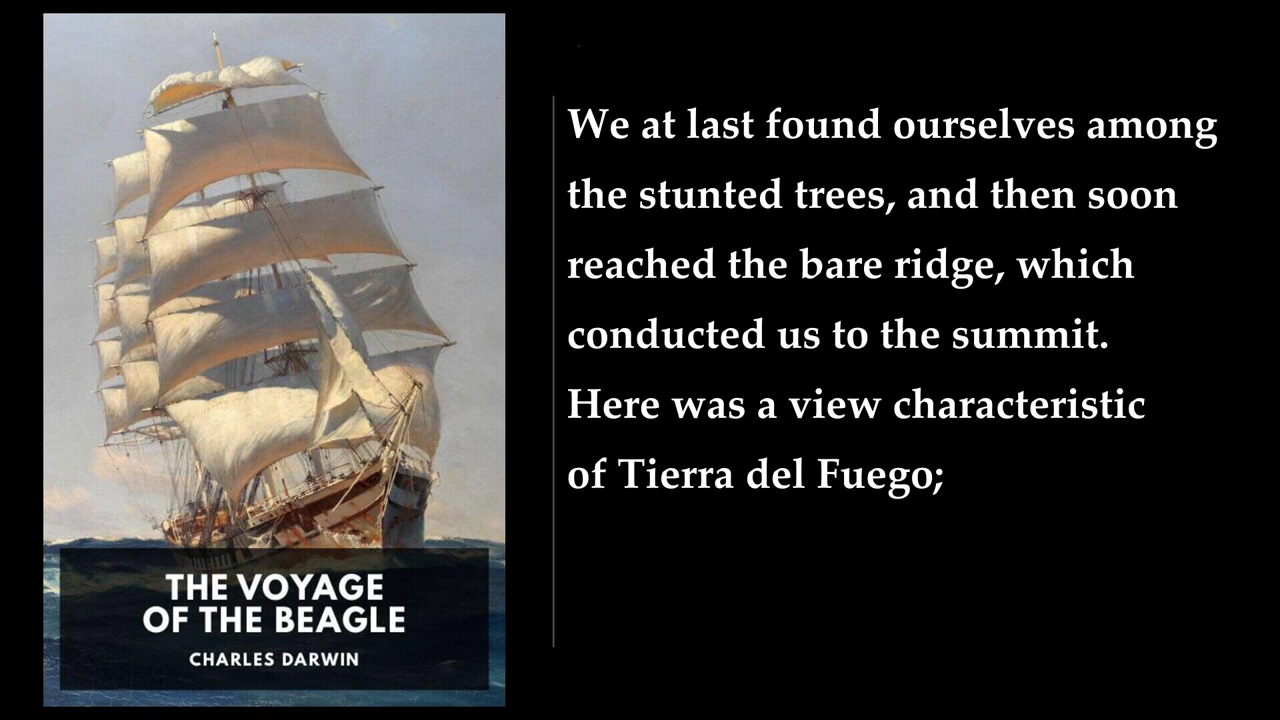 THE VOYAGE
OF THE BEAGLE
CHARLES DARWIN
We at last found ourselves among
the stunted trees, and then soon
reached the bare ridge, which
conducted us to the summit.
Here was a view characteristic
of Tierra del Fuego;